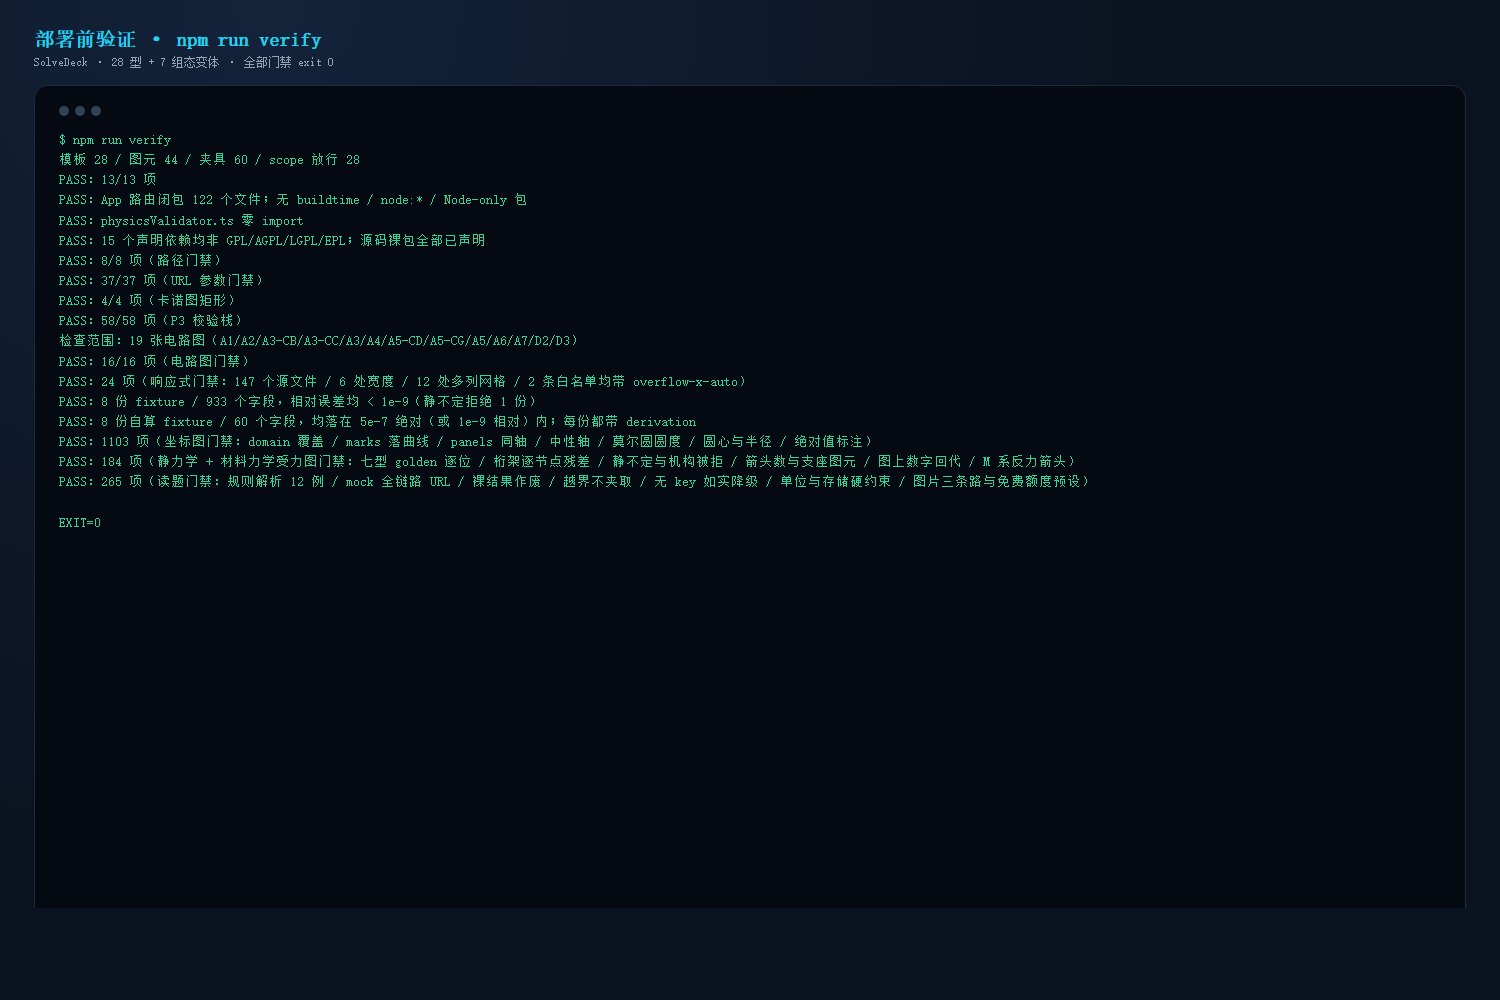 部署前验证 · npm run verify
SolveDeck · 28 型 + 7 组态变体 · 全部门禁 exit 0
$ npm run verify
模板 28 / 图元 44 / 夹具 60 / scope 放行 28
PASS: 13/13 项
PASS: App 路由闭包 122 个文件；无 buildtime / node:* / Node-only 包
PASS: physicsValidator.ts 零 import
PASS: 15 个声明依赖均非 GPL/AGPL/LGPL/EPL；源码裸包全部已声明
PASS: 8/8 项（路径门禁）
PASS: 37/37 项（URL 参数门禁）
PASS: 4/4 项（卡诺图矩形）
PASS: 58/58 项（P3 校验栈）
检查范围: 19 张电路图（A1/A2/A3-CB/A3-CC/A3/A4/A5-CD/A5-CG/A5/A6/A7/D2/D3）
PASS: 16/16 项（电路图门禁）
PASS: 24 项（响应式门禁: 147 个源文件 / 6 处宽度 / 12 处多列网格 / 2 条白名单均带 overflow-x-auto）
PASS: 8 份 fixture / 933 个字段，相对误差均 < 1e-9（静不定拒绝 1 份）
PASS: 8 份自算 fixture / 60 个字段，均落在 5e-7 绝对（或 1e-9 相对）内；每份都带 derivation
PASS: 1103 项（坐标图门禁: domain 覆盖 / marks 落曲线 / panels 同轴 / 中性轴 / 莫尔圆圆度 / 圆心与半径 / 绝对值标注）
PASS: 184 项（静力学 + 材料力学受力图门禁: 七型 golden 逐位 / 桁架逐节点残差 / 静不定与机构被拒 / 箭头数与支座图元 / 图上数字回代 / M 系反力箭头）
PASS: 265 项（读题门禁: 规则解析 12 例 / mock 全链路 URL / 裸结果作废 / 越界不夹取 / 无 key 如实降级 / 单位与存储硬约束 / 图片三条路与免费额度预设）
EXIT=0